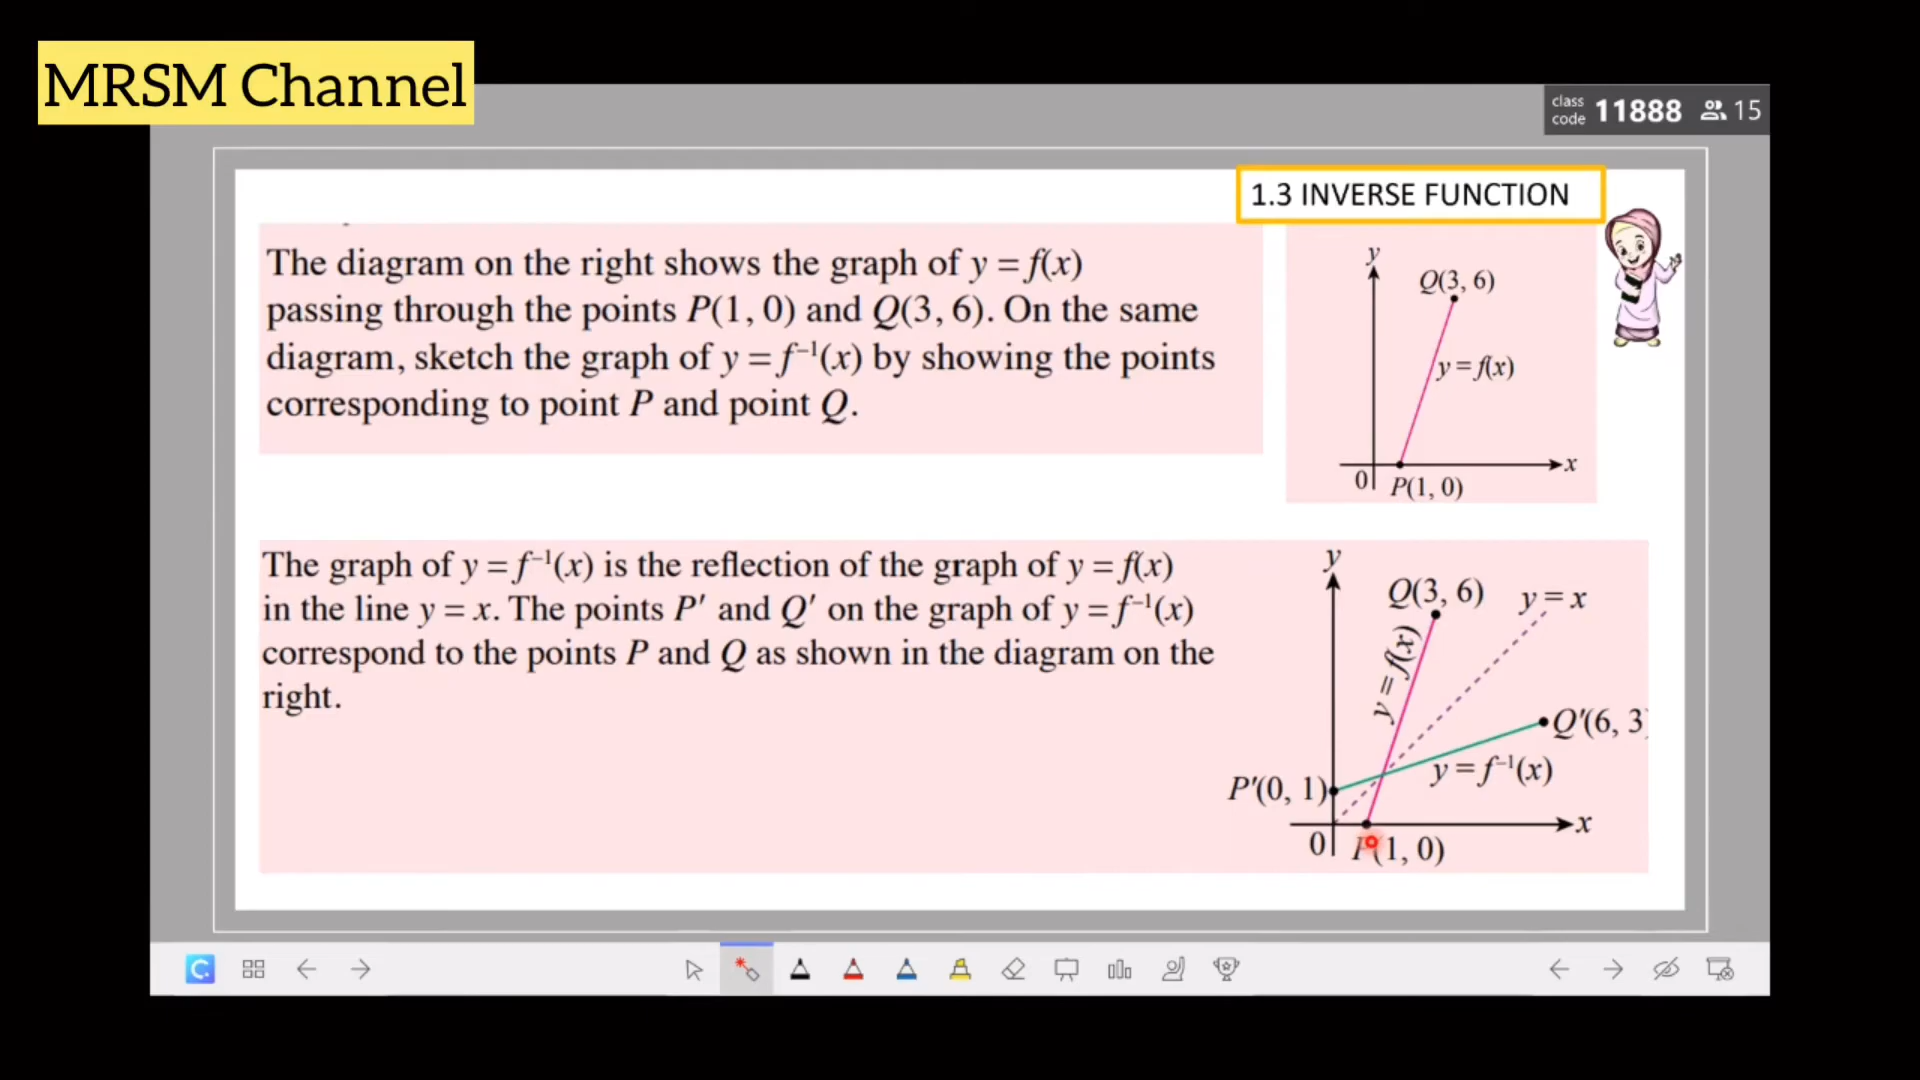 MRSM Channel
class code 11888 15
1.3 INVERSE FUNCTION
The diagram on the right shows the graph of y = f(x)
passing through the points P(1, 0) and Q(3, 6). On the same
diagram, sketch the graph of y = f⁻¹(x) by showing the points
corresponding to point P and point Q.
y
Q(3, 6)
y = f(x)
x
0
P(1, 0)
The graph of y = f⁻¹(x) is the reflection of the graph of y = f(x)
in the line y = x. The points P′ and Q′ on the graph of y = f⁻¹(x)
correspond to the points P and Q as shown in the diagram on the
right.
y
Q(3, 6)
y = x
y = f(x)
Q′(6, 3
y = f⁻¹(x)
P′(0, 1)
x
0
P(1, 0)